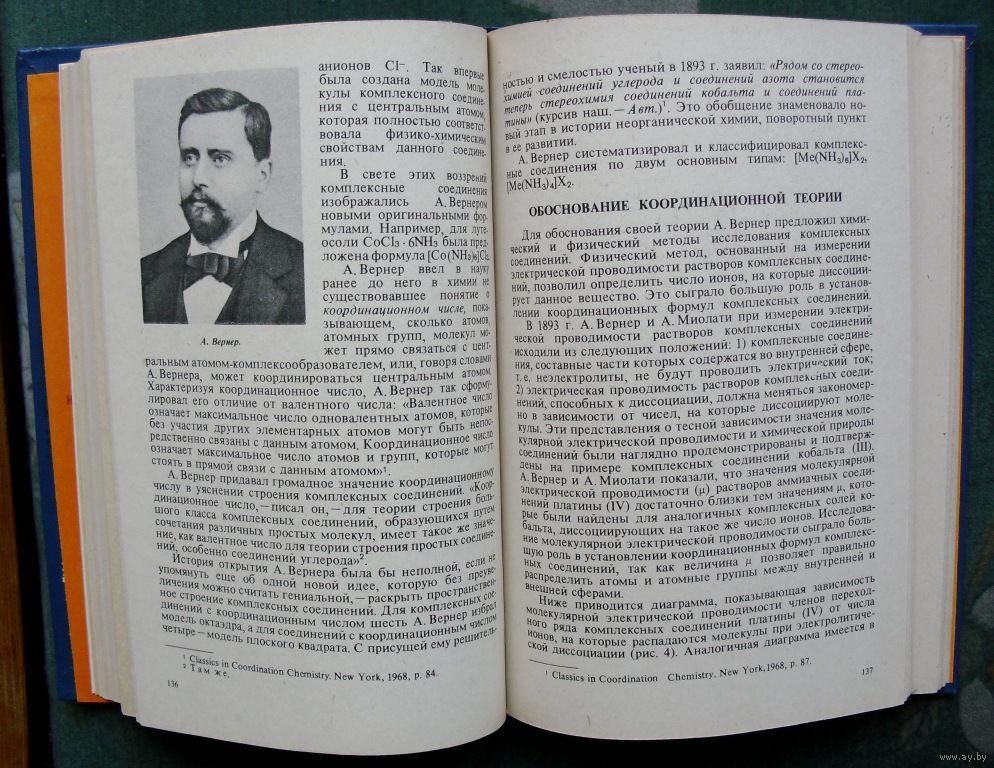 анионов Cl⁻. Так впервые
была создана модель моле-
кулы комплексного соедине-
ния с центральным атомом,
которая полностью соответст-
вовала физико-химическим
свойствам данного соедине-
ния.
В свете этих воззрений
комплексные соединения
изображались А. Вернером
новыми оригинальными фор-
мулами. Например, для луте-
осоли CoCl₃ · 6NH₃ была пред-
ложена формула [Co(NH₃)₆]Cl₃.
А. Вернер ввел в науку
ранее до него в химии не
существовавшее понятие о
координационном числе, пока-
зывающем, сколько атомов,
атомных групп, молекул мо-
жет прямо связаться с цент-
А. Вернер.
ральным атомом-комплексообразователем, или, говоря словами
А. Вернера, может координироваться центральным атомом.
Характеризуя координационное число, А. Вернер так сформу-
лировал его отличие от валентного числа: «Валентное число
означает максимальное число одновалентных атомов, которые
без участия других элементарных атомов могут быть непос-
редственно связаны с данным атомом. Координационное число
означает максимальное число атомов и групп, которые могут
стоять в прямой связи с данным атомом»¹.
А. Вернер придавал громадное значение координационному
числу в уяснении строения комплексных соединений. «Коор-
динационное число, — писал он, — для теории строения боль-
шого класса комплексных соединений, образующихся путем
сочетания различных простых молекул, имеет такое же значе-
ние, как валентное число для теории строения простых соедине-
ний, особенно соединений углерода»².
История открытия А. Вернера была бы неполной, если не
упомянуть еще об одной новой идее, которую без преуве-
личения можно считать гениальной, — раскрыть пространствен-
ное строение комплексных соединений. Для комплексных сое-
динений с координационным числом шесть А. Вернер избрал
модель октаэдра, а для соединений с координационным числом
четыре — модель плоского квадрата. С присущей ему решитель-
¹ Classics in Coordination Chemistry. New York, 1968, p. 84.
² Там же.
136
ностью и смелостью ученый в 1893 г. заявил: «Рядом со стерео-
химией соединений углерода и соединений азота становится
теперь стереохимия соединений кобальта и соединений пла-
тины» (курсив наш. — Авт.)¹. Это обобщение знаменовало но-
вый этап в истории неорганической химии, поворотный пункт
в ее развитии.
А. Вернер систематизировал и классифицировал комплекс-
ные соединения по двум основным типам: [Me(NH₃)₆]X₂,
[Me(NH₃)₄]X₂.
ОБОСНОВАНИЕ КООРДИНАЦИОННОЙ ТЕОРИИ
Для обоснования своей теории А. Вернер предложил хими-
ческий и физический методы исследования комплексных
соединений. Физический метод, основанный на измерении
электрической проводимости растворов комплексных соедине-
ний, позволил определить число ионов, на которые диссоции-
рует данное вещество. Это сыграло большую роль в установ-
лении координационных формул комплексных соединений.
В 1893 г. А. Вернер и А. Миолати при измерении электри-
ческой проводимости растворов комплексных соединений
исходили из следующих положений: 1) комплексные соедине-
ния, составные части которых содержатся во внутренней сфере,
т. е. неэлектролиты, не будут проводить электрический ток;
2) электрическая проводимость растворов комплексных соеди-
нений, способных к диссоциации, должна меняться закономер-
но в зависимости от чисел, на которые диссоциируют моле-
кулы. Эти представления о тесной зависимости значения моле-
кулярной электрической проводимости и химической природы
соединений были наглядно продемонстрированы и подтверж-
дены на примере комплексных соединений кобальта (III).
А. Вернер и А. Миолати показали, что значения молекулярной
электрической проводимости (μ) растворов аммиачных соеди-
нений платины (IV) достаточно близки тем значениям μ, кото-
рые были найдены для аналогичных комплексных солей ко-
бальта, диссоциирующих на такое же число ионов. Исследова-
ние молекулярной электрической проводимости сыграло боль-
шую роль в установлении координационных формул комплекс-
ных соединений, так как величина μ позволяет правильно
распределить атомы и атомные группы между внутренней и
внешней сферами.
Ниже приводится диаграмма, показывающая зависимость
молекулярной электрической проводимости членов переход-
ного ряда комплексных соединений платины (IV) от числа
ионов, на которые распадаются молекулы при электролитиче-
ской диссоциации (рис. 4). Аналогичная диаграмма имеется в
¹ Classics in Coordination Chemistry. New York, 1968, p. 87.
137
www.ay.by